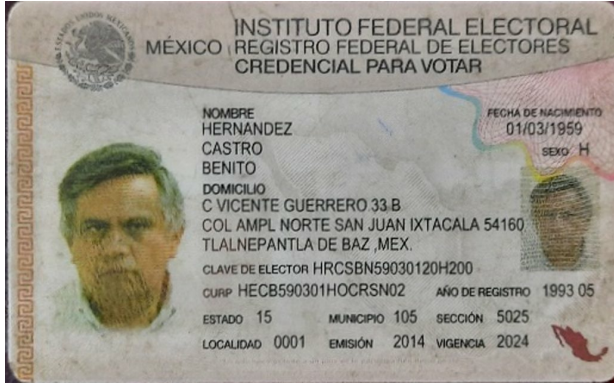 INSTITUTO FEDERAL ELECTORAL
MÉXICO REGISTRO FEDERAL DE ELECTORES
CREDENCIAL PARA VOTAR
NOMBRE
HERNANDEZ
CASTRO
BENITO
FECHA DE NACIMIENTO
01/03/1959
SEXO H
DOMICILIO
C VICENTE GUERRERO 33 B
COL AMPL NORTE SAN JUAN IXTACALA 54160
TLALNEPANTLA DE BAZ ,MEX.
CLAVE DE ELECTOR HRCSBN59030120H200
CURP HECB590301HOCRSN02 AÑO DE REGISTRO 1993 05
ESTADO 15 MUNICIPIO 105 SECCIÓN 5025
LOCALIDAD 0001 EMISIÓN 2014 VIGENCIA 2024